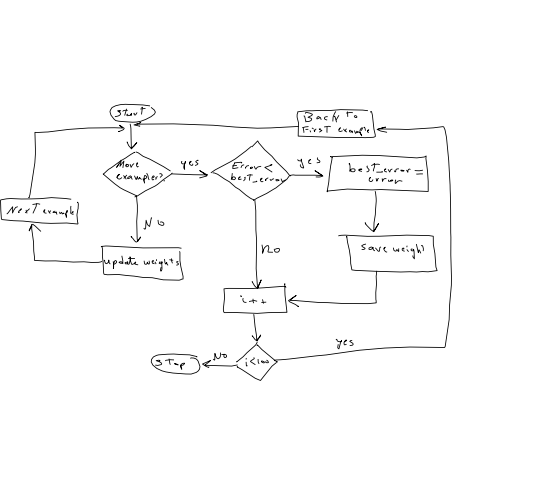 Start
Back to
First example
More
examples?
yes
Error <
best_error
yes
best_error =
error
Next example
No
update weights
no
save weight
i++
Stop
No
i<100
yes